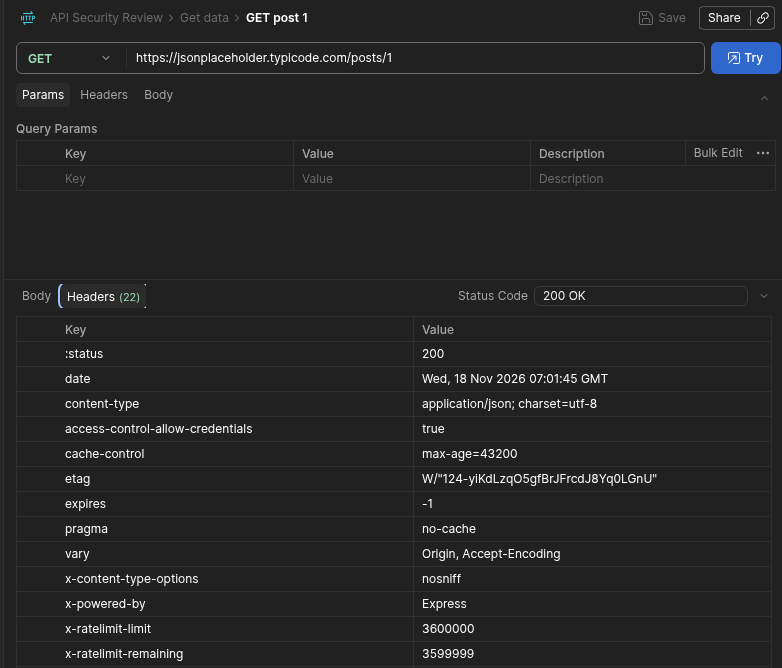 HTTP API Security Review > Get data > GET post 1 Save Share
GET https://jsonplaceholder.typicode.com/posts/1 Try
Params Headers Body
Query Params
Key Value Description Bulk Edit ...
Key Value Description
Body Headers (22) Status Code 200 OK
Key Value
:status 200
date Wed, 18 Nov 2026 07:01:45 GMT
content-type application/json; charset=utf-8
access-control-allow-credentials true
cache-control max-age=43200
etag W/"124-yiKdLzqO5gfBrJFrcdJ8Yq0LGnU"
expires -1
pragma no-cache
vary Origin, Accept-Encoding
x-content-type-options nosniff
x-powered-by Express
x-ratelimit-limit 3600000
x-ratelimit-remaining 3599999